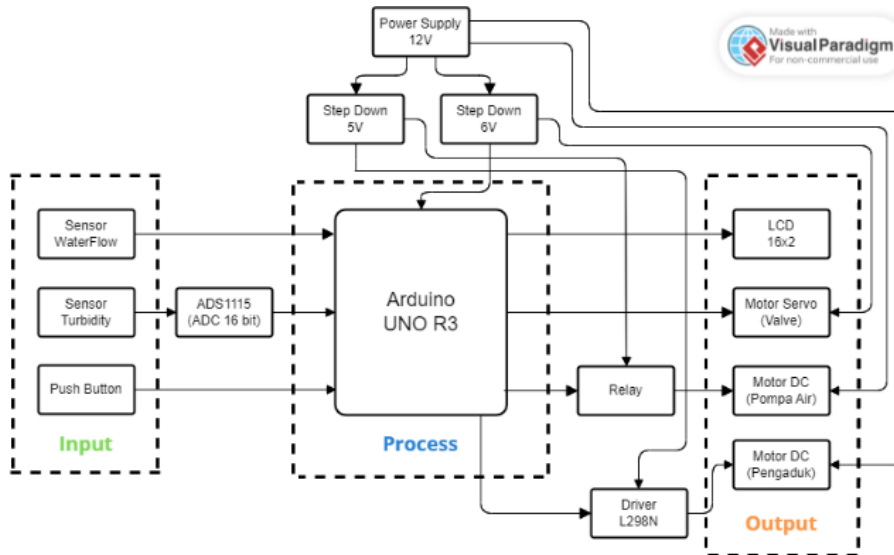 Power Supply
12V
Made with
Visual Paradigm
For non-commercial use
Step Down
5V
Step Down
6V
Sensor
WaterFlow
Sensor
Turbidity
Push Button
Input
ADS1115
(ADC 16 bit)
Arduino
UNO R3
Process
Relay
Driver
L298N
LCD
16x2
Motor Servo
(Valve)
Motor DC
(Pompa Air)
Motor DC
(Pengaduk)
Output